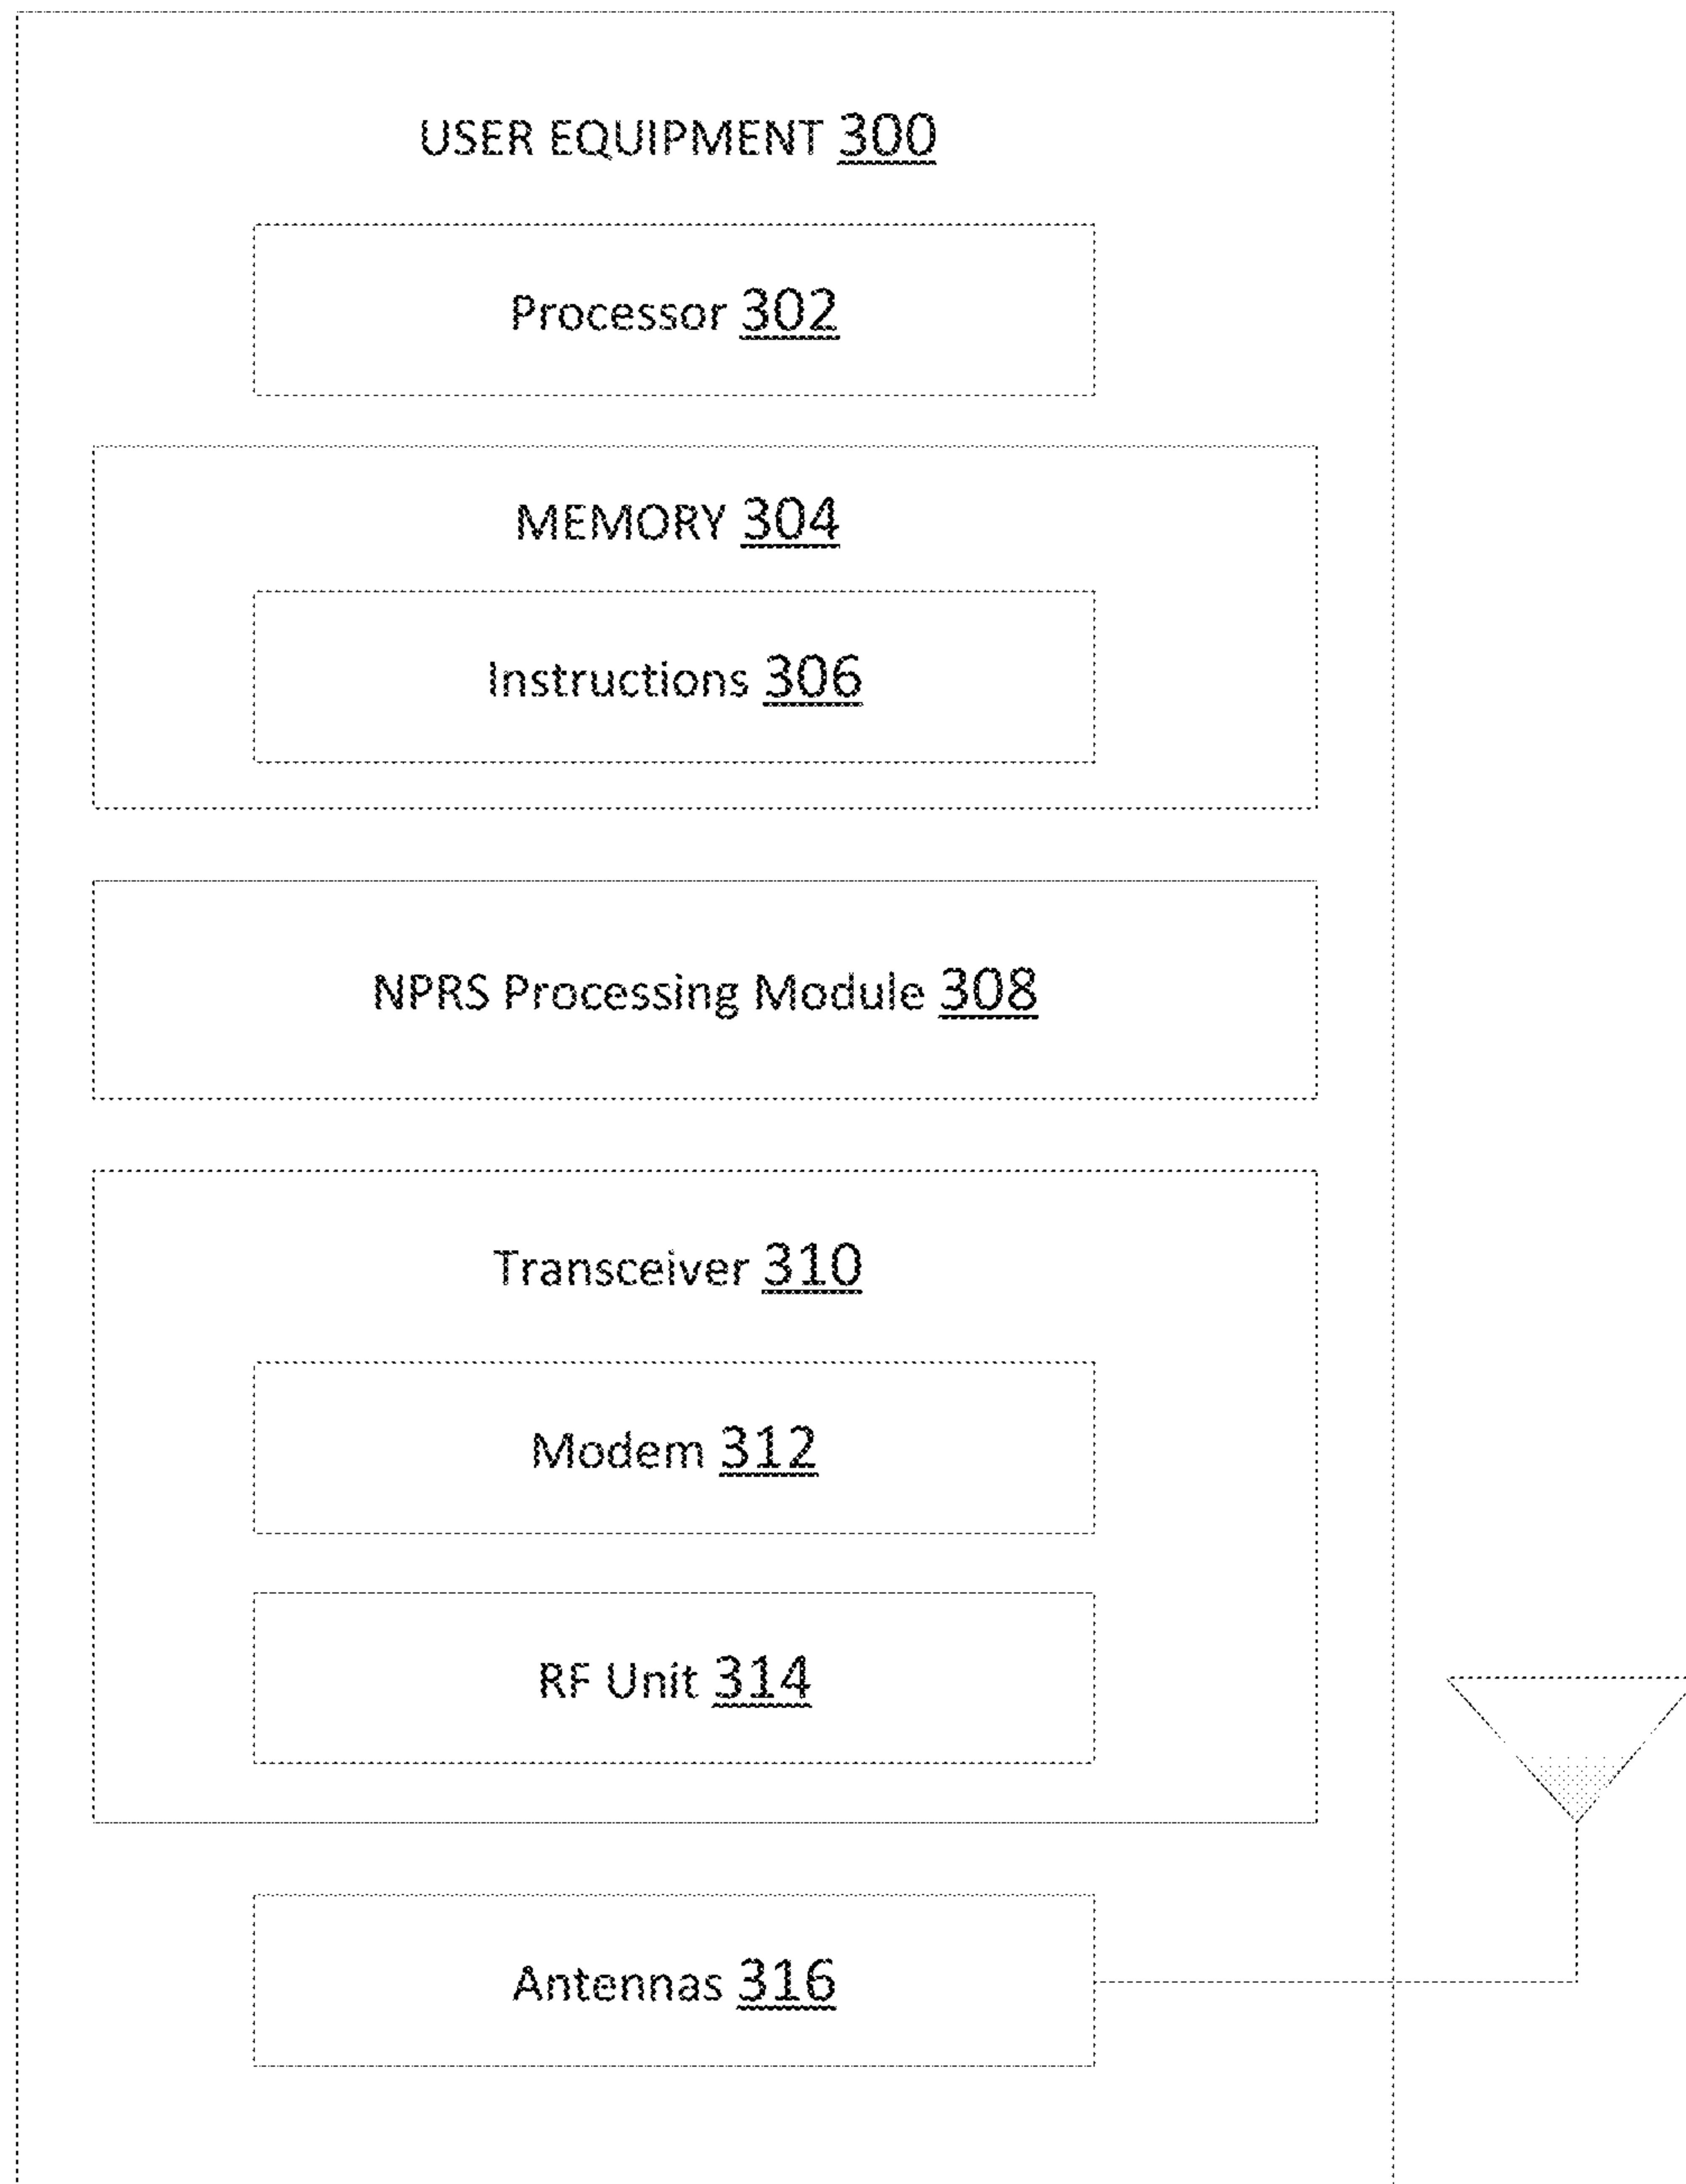 USER EQUIPMENT 300
Processor 302
MEMORY 304
Instructions 306
NPRS Processing Module 308
Transceiver 310
Modem 312
RF Unit 314
Antennas 316